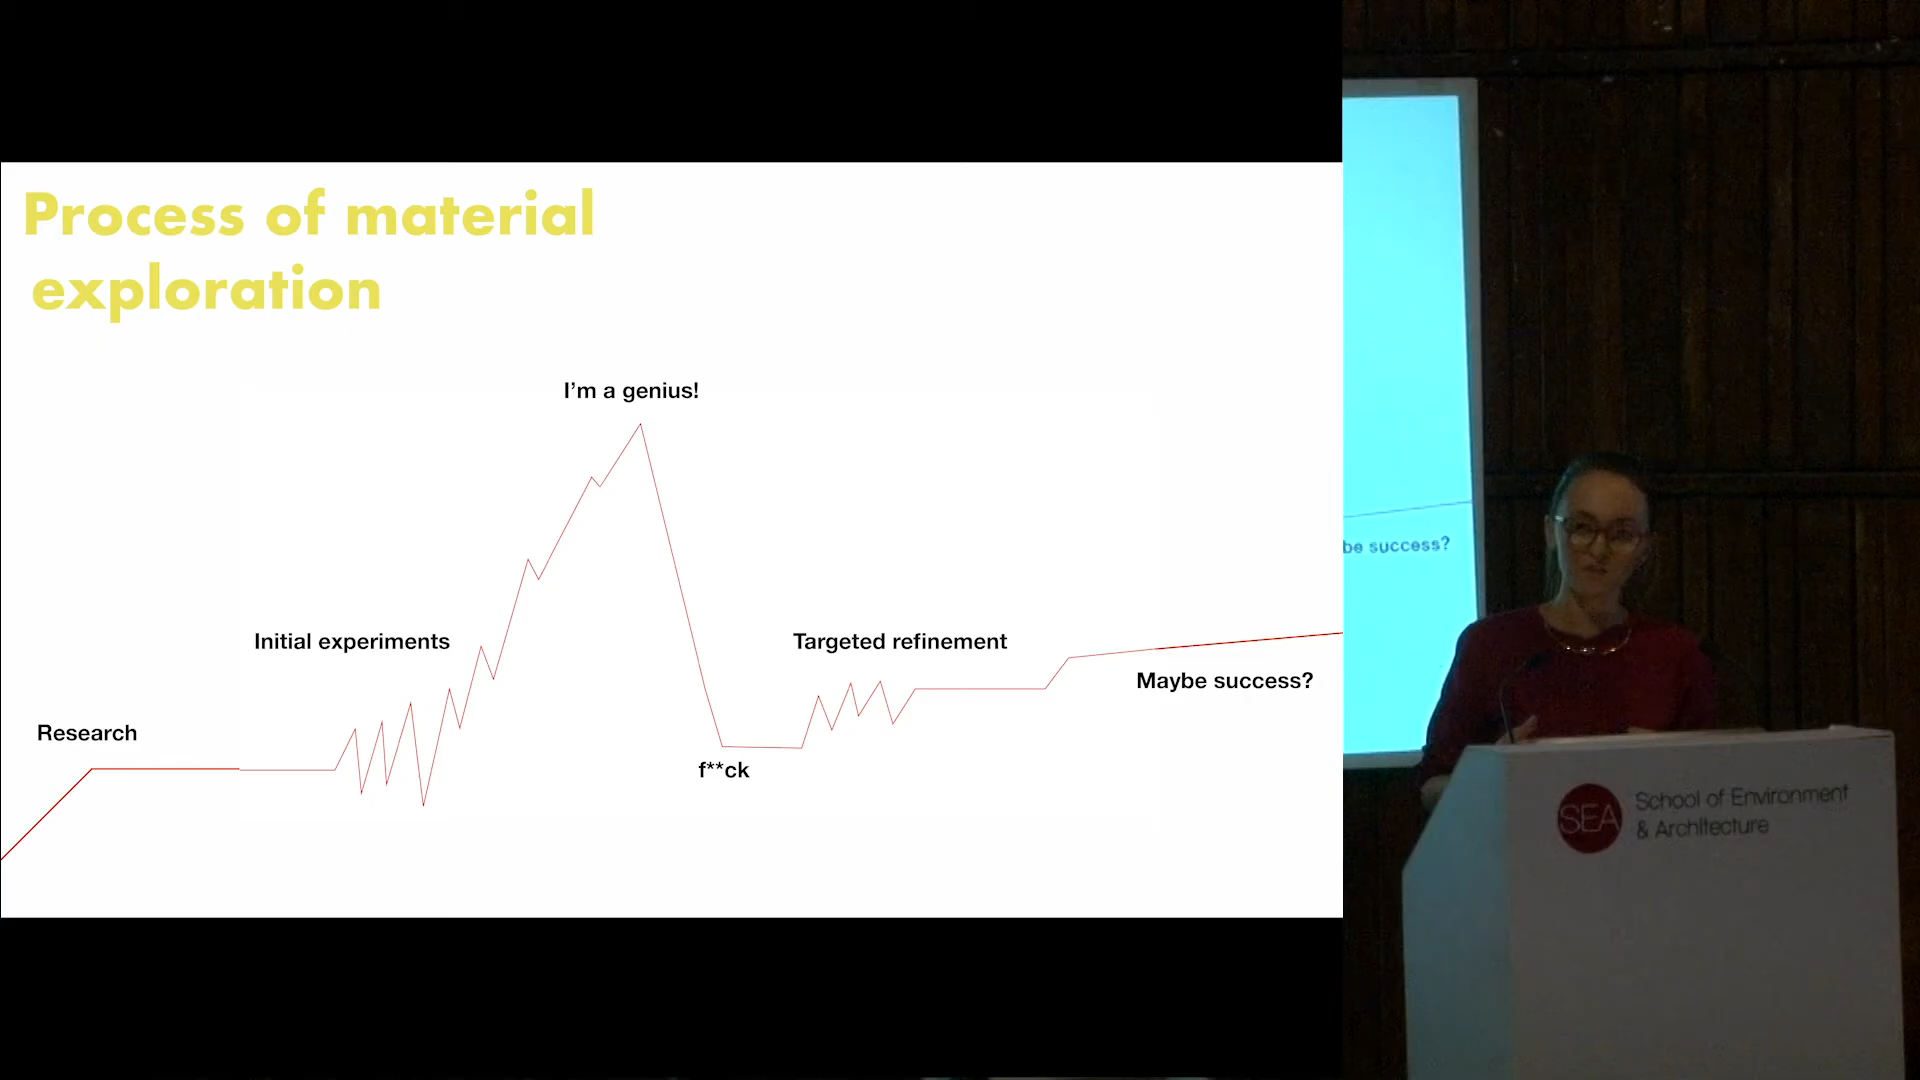 Process of material
exploration
I'm a genius!
Initial experiments
Targeted refinement
Maybe success?
Research
f**ck
be success?
SEA
School of Environment
& Architecture